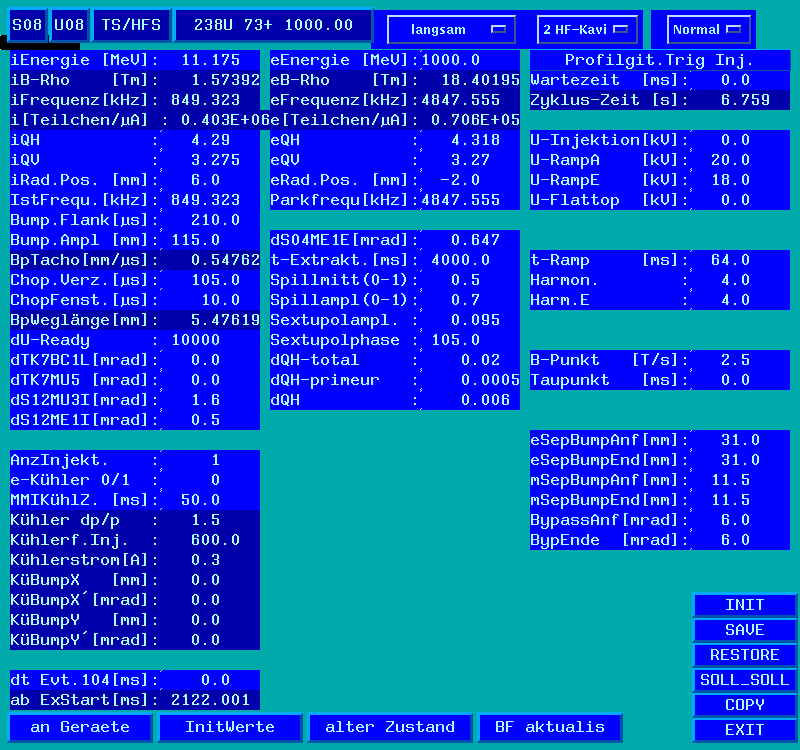 S08 U08 TS/HFS 238U 73+ 1000.00 langsam 2 HF-Kavi Normal
iEnergie [MeV]: 11.175
iB-Rho [Tm]: 1.57392
iFrequenz[kHz]: 849.323
i[Teilchen/µA] : 0.403E+06
iQH : 4.29
iQV : 3.275
iRad.Pos. [mm]: 6.0
IstFrequ.[kHz]: 849.323
Bump.Flank[µs]: 210.0
Bump.Ampl [mm]: 115.0
BpTacho[mm/µs]: 0.54762
Chop.Verz.[µs]: 105.0
ChopFenst.[µs]: 10.0
BpWeglänge[mm]: 5.47619
dU-Ready : 10000
dTK7BC1L[mrad]: 0.0
dTK7MU5 [mrad]: 0.0
dS12MU3I[mrad]: 1.6
dS12ME1I[mrad]: 0.5
AnzInjekt. : 1
e-Kühler 0/1 : 0
MMIKühlZ. [ms]: 50.0
Kühler dp/p : 1.5
Kühlerf.Inj. : 600.0
Kühlerstrom[A]: 0.3
KüBumpX [mm]: 0.0
KüBumpX´[mrad]: 0.0
KüBumpY [mm]: 0.0
KüBumpY´[mrad]: 0.0
dt Evt.104[ms]: 0.0
ab ExStart[ms]: 2122.001
eEnergie [MeV]: 1000.0
eB-Rho [Tm]: 18.40195
eFrequenz[kHz]: 4847.555
e[Teilchen/µA]: 0.706E+05
eQH : 4.318
eQV : 3.27
eRad.Pos. [mm]: -2.0
Parkfrequ[kHz]: 4847.555
dS04ME1E[mrad]: 0.647
t-Extrakt.[ms]: 4000.0
Spillmitt(0-1): 0.5
Spillampl(0-1): 0.7
Sextupolampl. : 0.095
Sextupolphase : 105.0
dQH-total : 0.02
dQH-primeur : 0.0005
dQH : 0.006
Profilgit.Trig Inj.
Wartezeit [ms]: 0.0
Zyklus-Zeit [s]: 6.759
U-Injektion[kV]: 0.0
U-RampA [kV]: 20.0
U-RampE [kV]: 18.0
U-Flattop [kV]: 0.0
t-Ramp [ms]: 64.0
Harmon. : 4.0
Harm.E : 4.0
B-Punkt [T/s]: 2.5
Taupunkt [ms]: 0.0
eSepBumpAnf[mm]: 31.0
eSepBumpEnd[mm]: 31.0
mSepBumpAnf[mm]: 11.5
mSepBumpEnd[mm]: 11.5
BypassAnf[mrad]: 6.0
BypEnde [mrad]: 6.0
INIT
SAVE
RESTORE
SOLL_SOLL
COPY
EXIT
an Geraete InitWerte alter Zustand BF aktualis